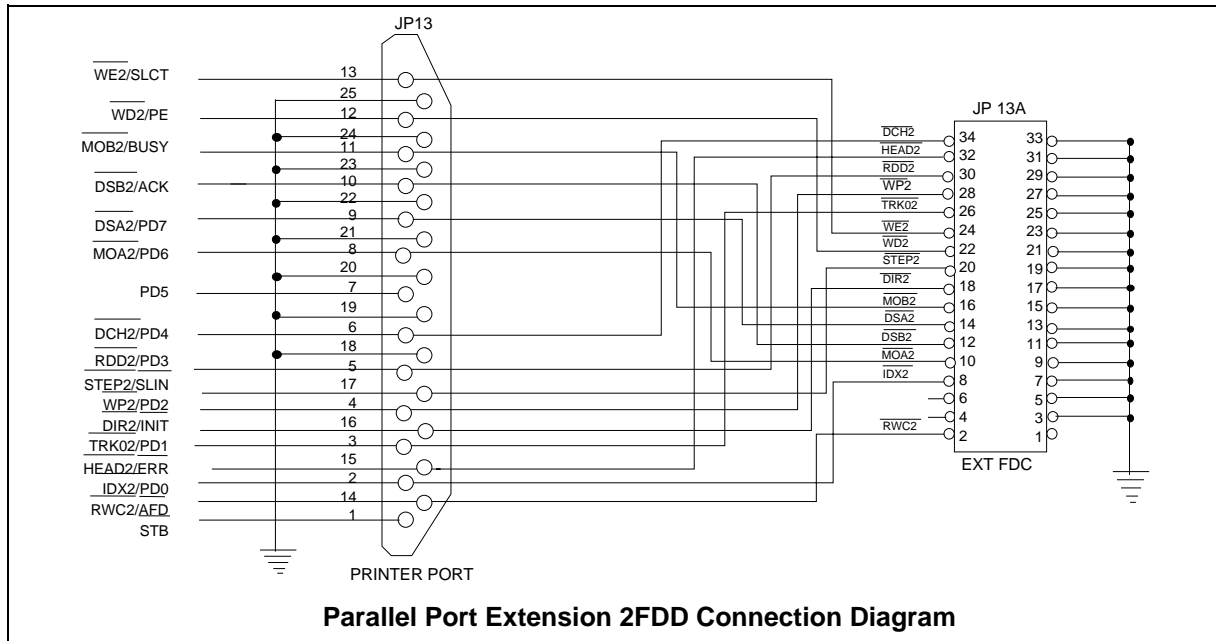 JP13
WE2/SLCT 13
25
WD2/PE 12
24
MOB2/BUSY 11
23
DSB2/ACK 10
22
DSA2/PD7 9
21
MOA2/PD6 8
20
PD5 7
19
DCH2/PD4 6
18
RDD2/PD3 5
STEP2/SLIN 17
WP2/PD2 4
DIR2/INIT 16
TRK02/PD1 3
HEAD2/ERR 15
IDX2/PD0 2
RWC2/AFD 14
STB 1
PRINTER PORT
JP 13A
DCH2 34 33
HEAD2 32 31
RDD2 30 29
WP2 28 27
TRK02 26 25
WE2 24 23
WD2 22 21
STEP2 20 19
DIR2 18 17
MOB2 16 15
DSA2 14 13
DSB2 12 11
MOA2 10 9
IDX2 8 7
6 5
4 3
RWC2 2 1
EXT FDC
Parallel Port Extension 2FDD Connection Diagram